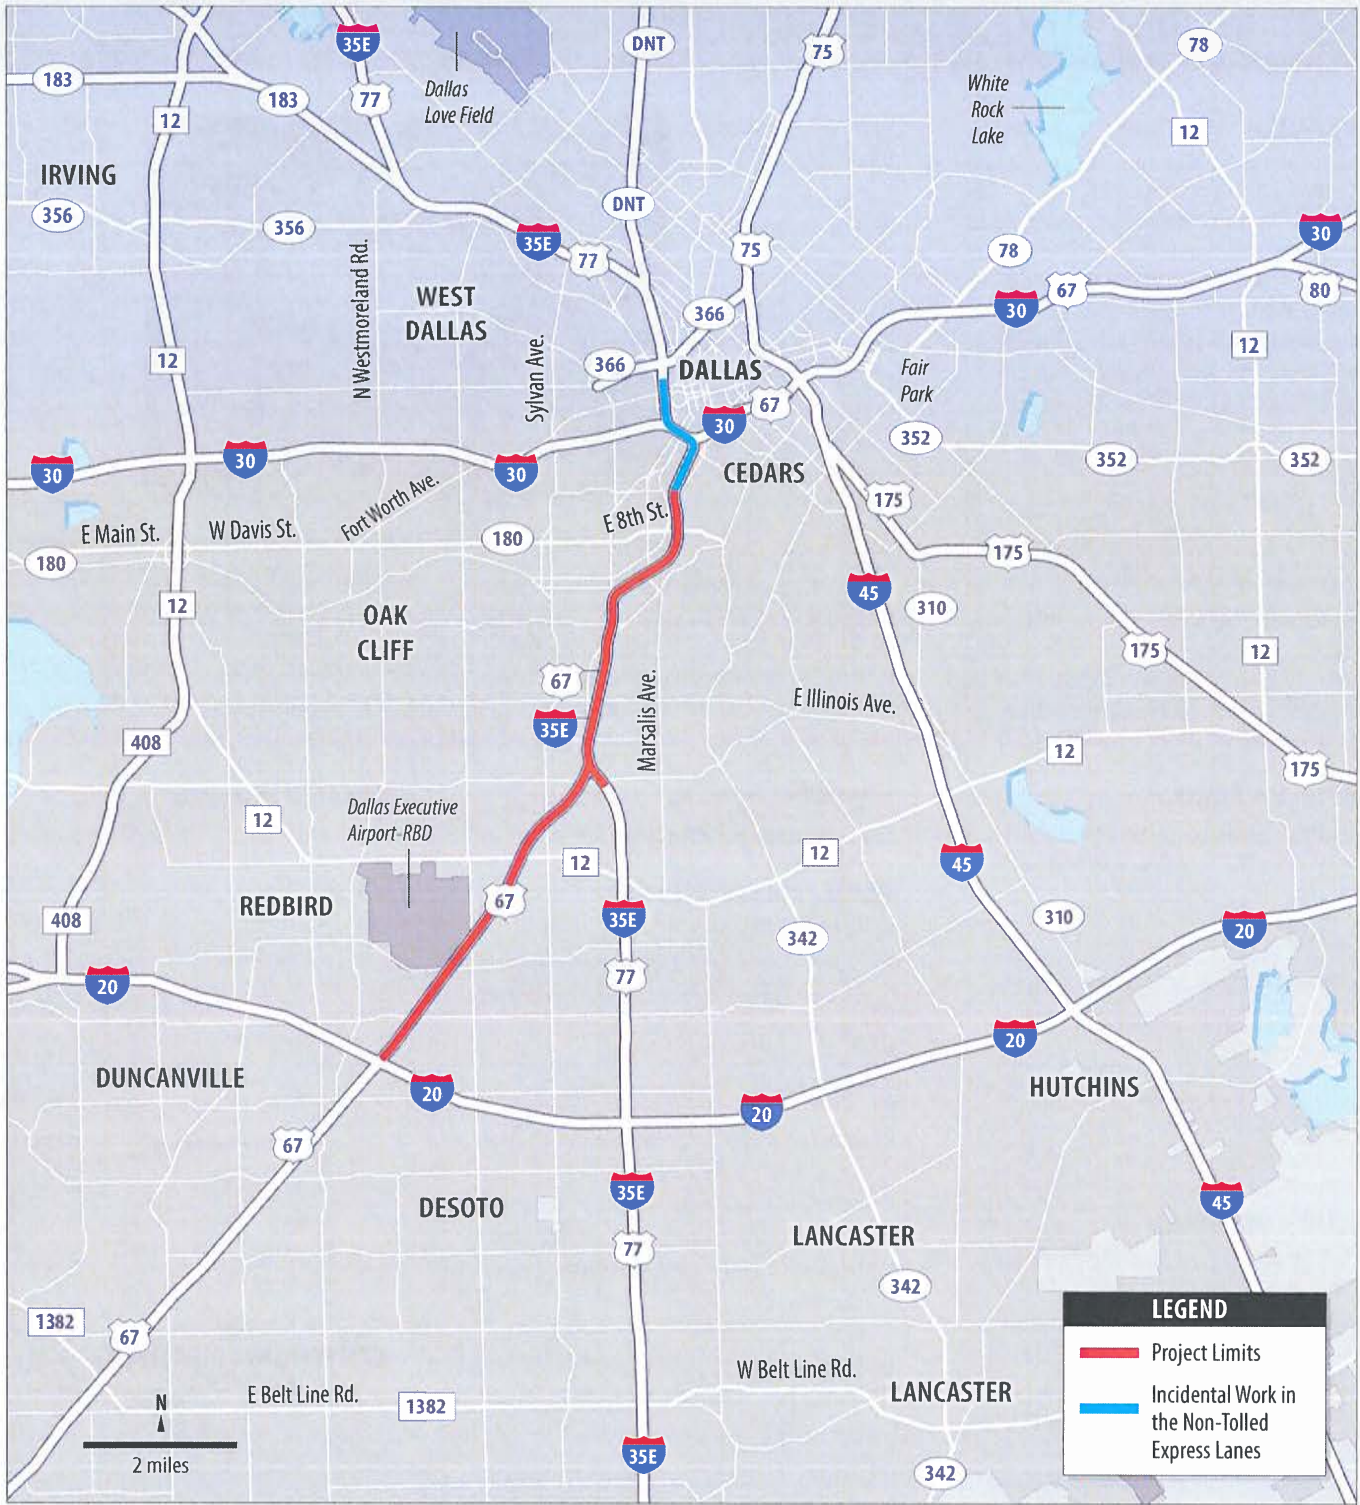 35E
DNT
75
78
183
77
183
Dallas
Love Field
White
Rock
Lake
12
12
IRVING
356
356
DNT
35E
77
75
78
30
N Westmoreland Rd.
WEST
DALLAS
67
30
80
366
12
366
DALLAS
12
Sylvan Ave.
Fair
Park
67
30
352
352
352
30
30
30
CEDARS
175
E Main St.
W Davis St.
Fort Worth Ave.
E 8th St.
180
180
175
12
45
310
OAK
CLIFF
175
12
67
35E
Marsalis Ave.
E Illinois Ave.
408
12
175
Dallas Executive
Airport-RBD
12
12
12
45
REDBIRD
67
408
35E
310
342
20
77
20
20
DUNCANVILLE
20
20
HUTCHINS
67
DESOTO
35E
45
LANCASTER
77
342
1382
67
LEGEND
Project Limits
Incidental Work in
the Non-Tolled
Express Lanes
W Belt Line Rd.
E Belt Line Rd.
1382
LANCASTER
N
2 miles
35E
342